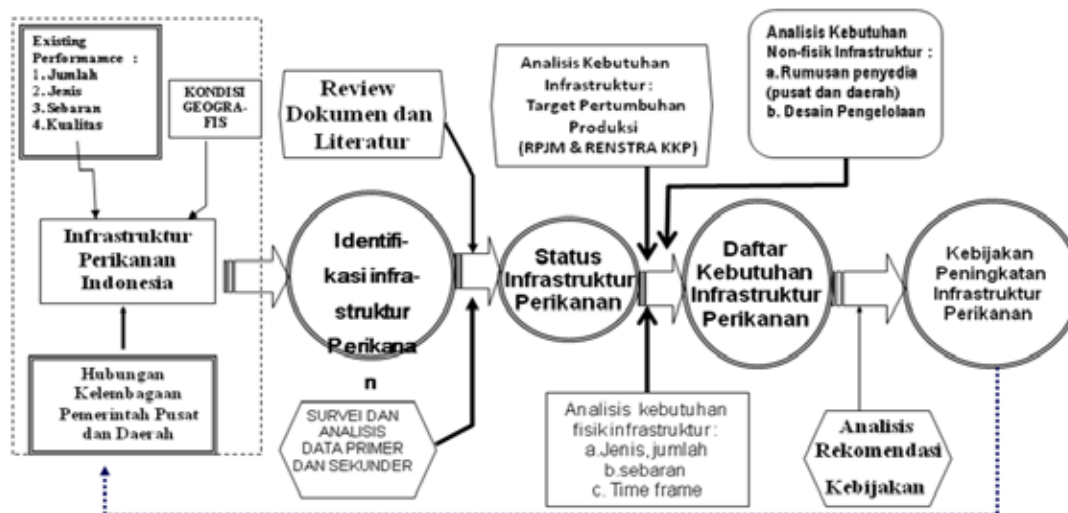 Existing
Performamce :
1. Jumlah
2. Jenis
3. Sebaran
4. Kualitas
KONDISI
GEOGRA-
FIS
Infrastruktur
Perikanan
Indonesia
Hubungan
Kelembagaan
Pemerintah Pusat
dan Daerah
Review
Dokumen dan
Literatur
Identifi-
kasi infra-
struktur
Perikana
n
SURVEI DAN
ANALISIS
DATA PRIMER
DAN SEKUNDER
Analisis Kebutuhan
Infrastruktur :
Target Pertumbuhan
Produksi
(RPJM & RENSTRA KKP)
Status
Infrastruktur
Perikanan
Analisis kebutuhan
fisik infrastruktur :
a.Jenis, jumlah
b.sebaran
c. Time frame
Analisis Kebutuhan
Non-fisik Infrastruktur :
a. Rumusan penyedia
(pusat dan daerah)
b. Desain Pengelolaan
Daftar
Kebutuhan
Infrastruktur
Perikanan
Analisis
Rekomendasi
Kebijakan
Kebijakan
Peningkatan
Infrastruktur
Perikanan